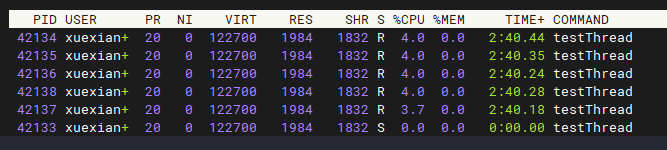 PID USER PR NI VIRT RES SHR S %CPU %MEM TIME+ COMMAND
42134 xuexian+ 20 0 122700 1984 1832 R 4.0 0.0 2:40.44 testThread
42135 xuexian+ 20 0 122700 1984 1832 R 4.0 0.0 2:40.35 testThread
42136 xuexian+ 20 0 122700 1984 1832 R 4.0 0.0 2:40.24 testThread
42138 xuexian+ 20 0 122700 1984 1832 R 4.0 0.0 2:40.28 testThread
42137 xuexian+ 20 0 122700 1984 1832 R 3.7 0.0 2:40.18 testThread
42133 xuexian+ 20 0 122700 1984 1832 S 0.0 0.0 0:00.00 testThread